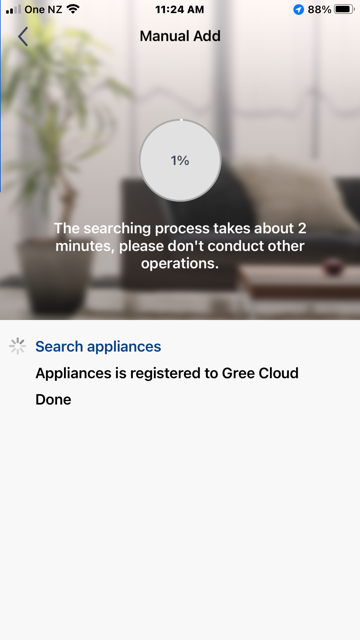 One NZ
11:24 AM
88%
Manual Add
1%
The searching process takes about 2
minutes, please don't conduct other
operations.
Search appliances
Appliances is registered to Gree Cloud
Done